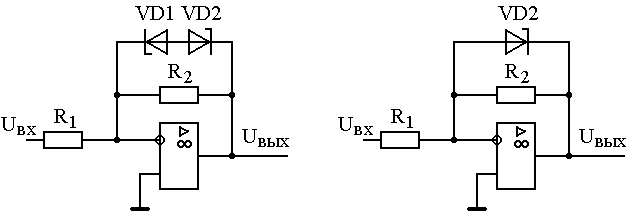 VD1 VD2
R2
Uвх R1
▷
∞
Uвых
VD2
R2
Uвх R1
▷
∞
Uвых